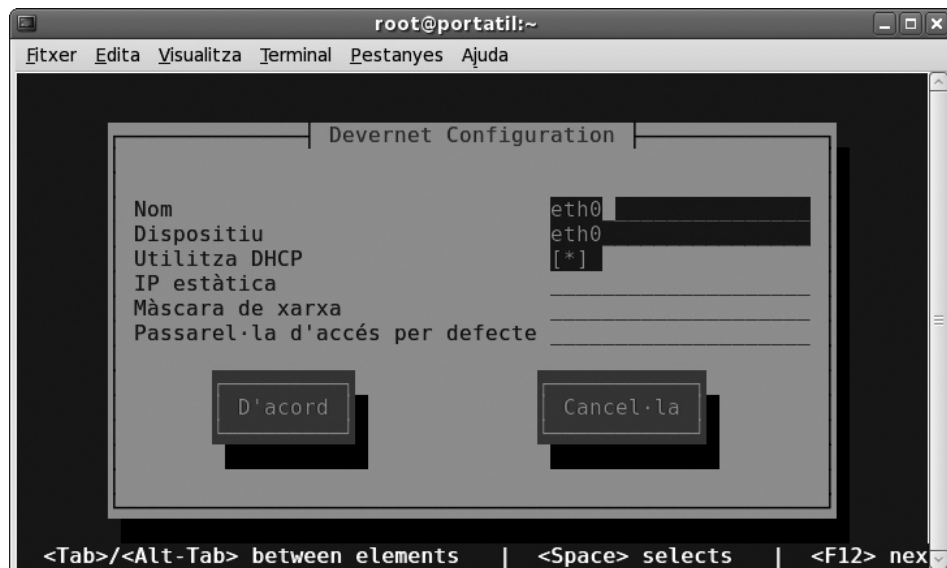 root@portatil:~
Fitxer Edita Visualitza Terminal Pestanyes Ajuda
Devernet Configuration
Nom eth0
Dispositiu eth0
Utilitza DHCP [*]
IP estàtica
Màscara de xarxa
Passarel·la d'accés per defecte
D'acord Cancel·la
<Tab>/<Alt-Tab> between elements | <Space> selects | <F12> nex